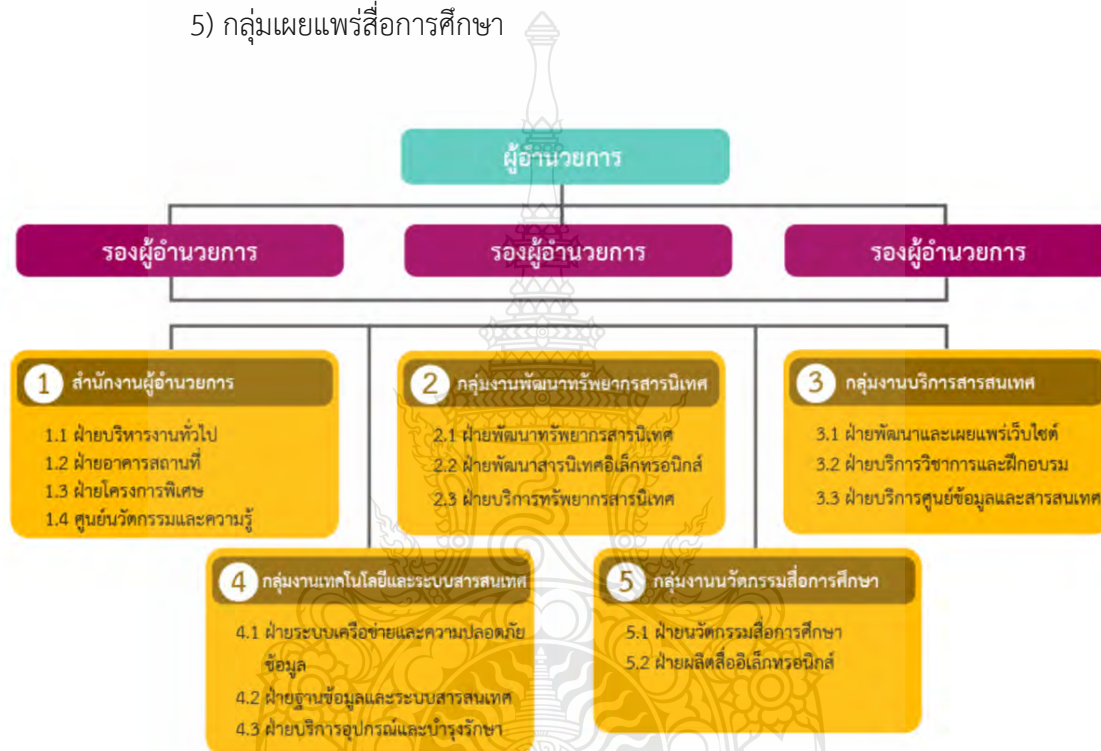 5) กลุ่มเผยแพร่สื่อการศึกษา
ผู้อำนวยการ
รองผู้อำนวยการ
รองผู้อำนวยการ
รองผู้อำนวยการ
1 สำนักงานผู้อำนวยการ
1.1 ฝ่ายบริหารงานทั่วไป
1.2 ฝ่ายอาคารสถานที่
1.3 ฝ่ายโครงการพิเศษ
1.4 ศูนย์นวัตกรรมและความรู้
2 กลุ่มงานพัฒนาทรัพยากรสารนิเทศ
2.1 ฝ่ายพัฒนาทรัพยากรสารนิเทศ
2.2 ฝ่ายพัฒนาสารนิเทศอิเล็กทรอนิกส์
2.3 ฝ่ายบริการทรัพยากรสารนิเทศ
3 กลุ่มงานบริการสารสนเทศ
3.1 ฝ่ายพัฒนาและเผยแพร่เว็บไซต์
3.2 ฝ่ายบริการวิชาการและฝึกอบรม
3.3 ฝ่ายบริการศูนย์ข้อมูลและสารสนเทศ
4 กลุ่มงานเทคโนโลยีและระบบสารสนเทศ
4.1 ฝ่ายระบบเครือข่ายและความปลอดภัย
ข้อมูล
4.2 ฝ่ายฐานข้อมูลและระบบสารสนเทศ
4.3 ฝ่ายบริการอุปกรณ์และบำรุงรักษา
5 กลุ่มงานนวัตกรรมสื่อการศึกษา
5.1 ฝ่ายนวัตกรรมสื่อการศึกษา
5.2 ฝ่ายผลิตสื่ออิเล็กทรอนิกส์